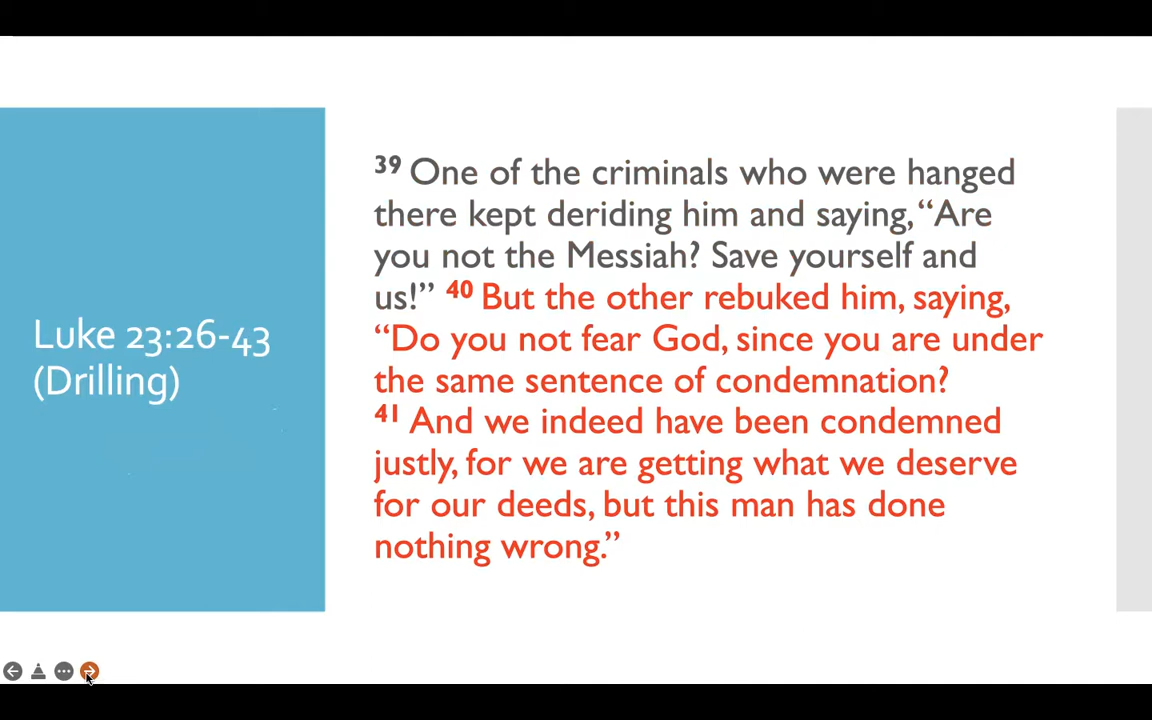 Luke 23:26-43
(Drilling)
39 One of the criminals who were hanged
there kept deriding him and saying, “Are
you not the Messiah? Save yourself and
us!” 40 But the other rebuked him, saying,
“Do you not fear God, since you are under
the same sentence of condemnation?
41 And we indeed have been condemned
justly, for we are getting what we deserve
for our deeds, but this man has done
nothing wrong.”